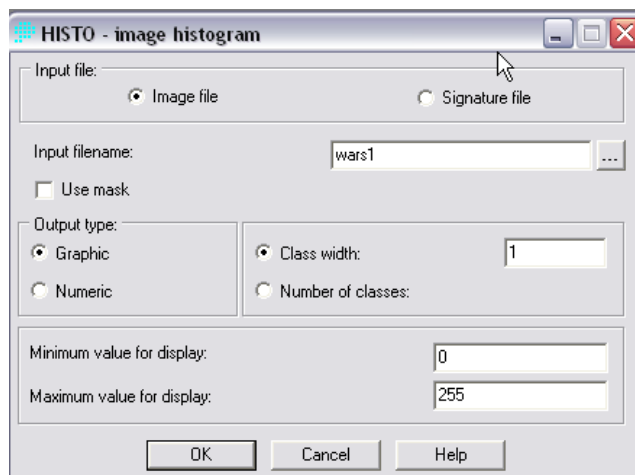 HISTO - image histogram
Input file:
Image file
Signature file
Input filename:
wars1
...
Use mask
Output type:
Graphic
Numeric
Class width:
1
Number of classes:
Minimum value for display:
0
Maximum value for display:
255
OK
Cancel
Help